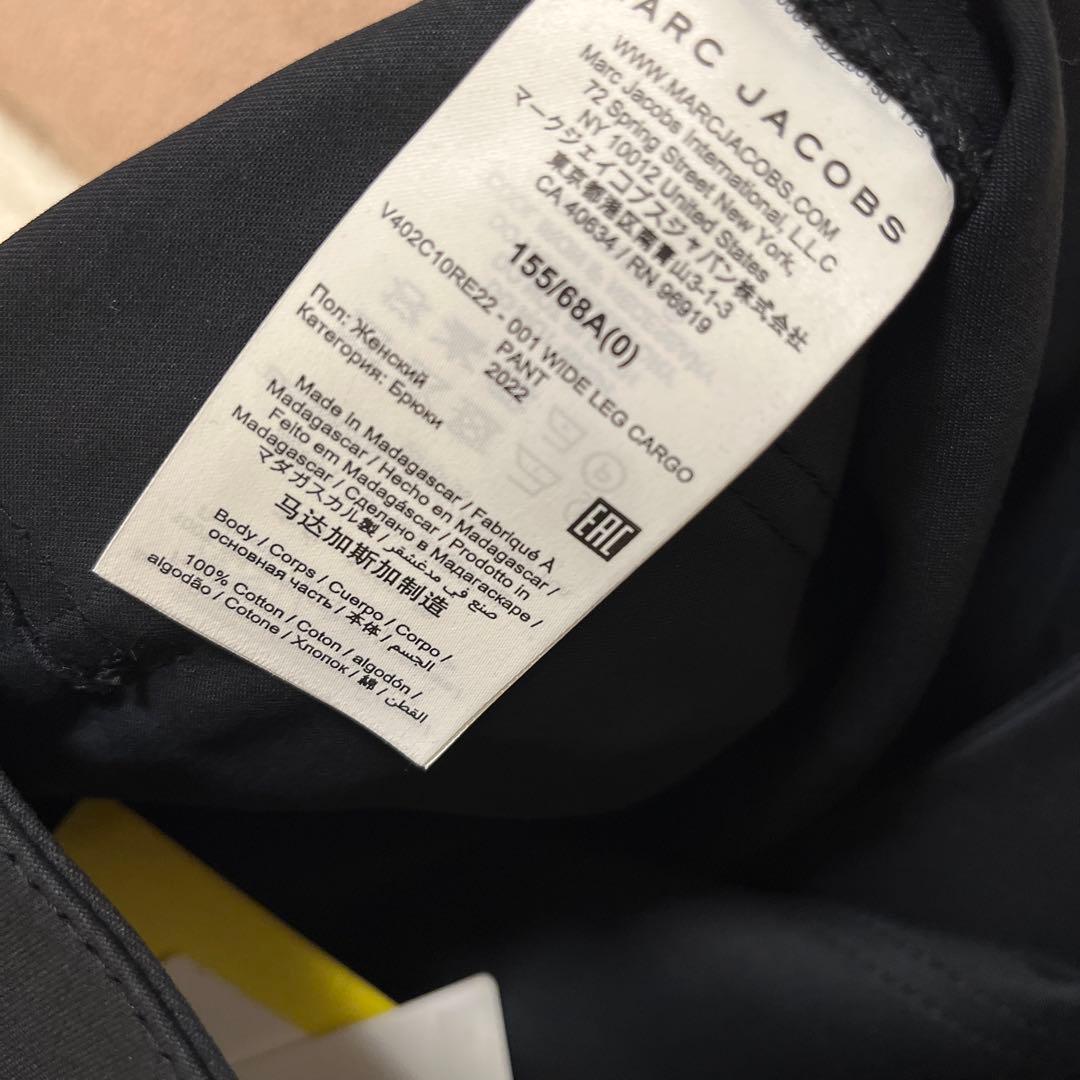 MARC JACOBS
WWW.MARCJACOBS.COM
Marc Jacobs International, L.L.C
72 Spring Street New York,
NY 10012 United States
マークジェイコブスジャパン株式会社
東京都港区南青山3-1-3
CA 40634 / RN 96919
155/68A(0)
V402C10RE22 - 001 WIDE LEG CARGO
PANT
2022
Пол: Женский
Категория: Брюки
EAC
Made In Madagascar / Fabriqué À
Madagascar / Hecho en Madagascar /
Feito em Madagáscar / Prodotto in
Madagascar / Сделано в Мадагаскаре /
マダガスカル製 / صنع في مدغشقر /
马达加斯加制造
Body / Corps / Cuerpo / Corpo /
основная часть / 本体 / الجسم /
100% Cotton / Coton / algodón /
algodão / Cotone / Хлопок / 綿 / القطن /